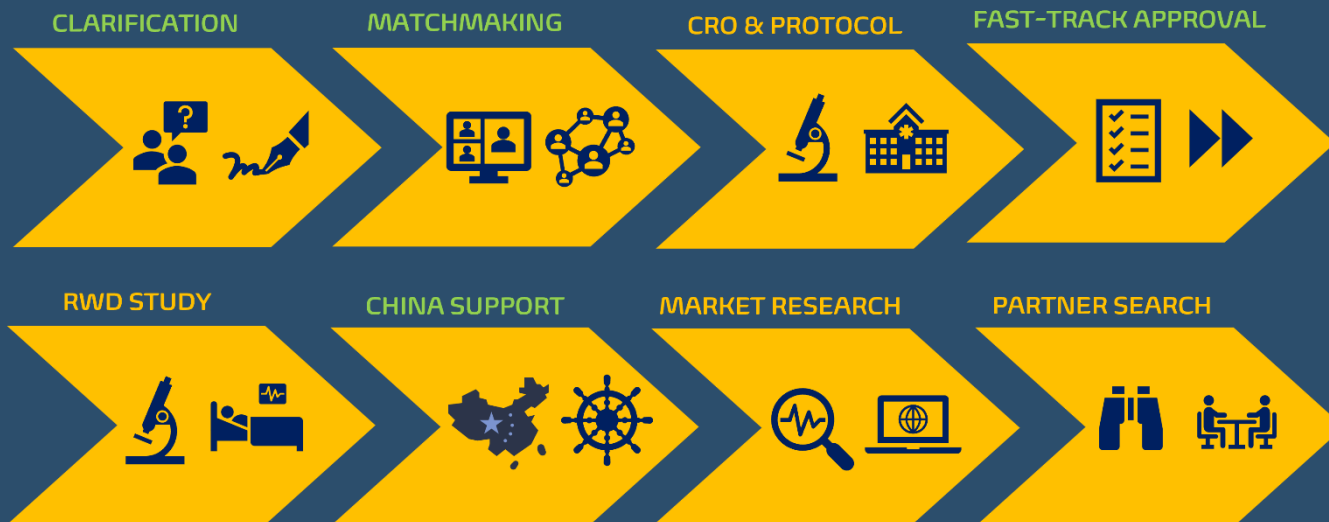 CLARIFICATION
MATCHMAKING
CRO & PROTOCOL
FAST-TRACK APPROVAL
?
RWD STUDY
CHINA SUPPORT
MARKET RESEARCH
PARTNER SEARCH